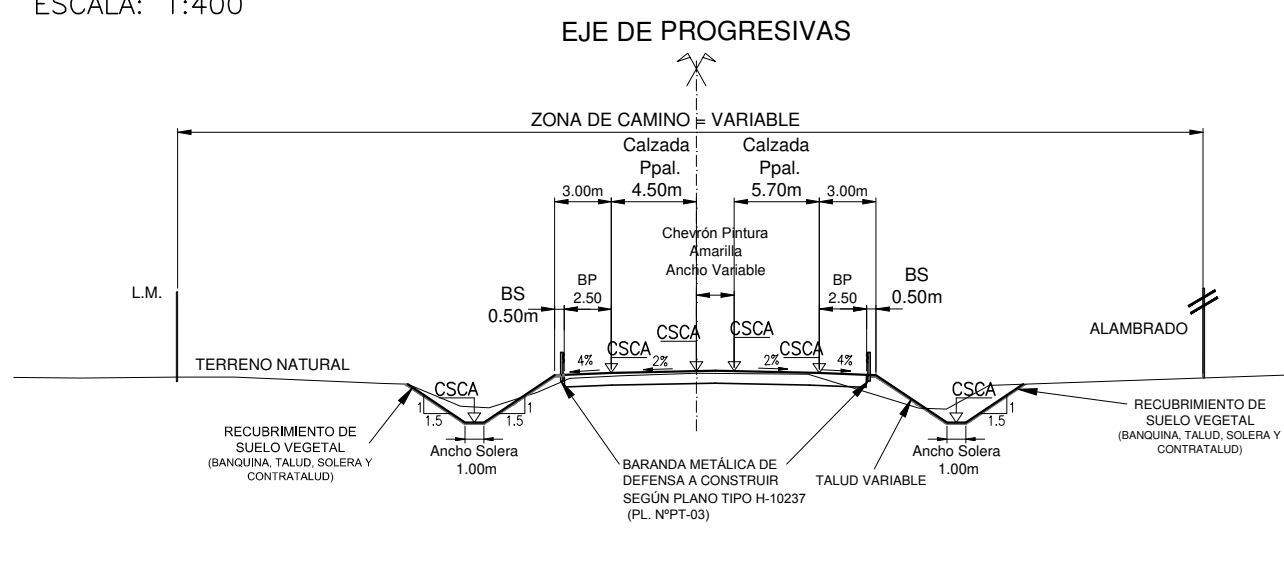 ESCALA: 1:400
EJE DE PROGRESIVAS
ZONA DE CAMINO = VARIABLE
Calzada
Ppal.
4.50m
Calzada
Ppal.
5.70m
3.00m
3.00m
Chevrón Pintura
Amarilla
Ancho Variable
L.M.
BS
0.50m
BP
2.50
BP
2.50
BS
0.50m
ALAMBRADO
TERRENO NATURAL
CSCA
CSCA
CSCA
CSCA
4%
2%
2%
4%
CSCA
CSCA
1
1.5
1
1.5
1
1.5
RECUBRIMIENTO DE
SUELO VEGETAL
(BANQUINA, TALUD, SOLERA Y
CONTRATALUD)
Ancho Solera
1.00m
BARANDA METÁLICA DE
DEFENSA A CONSTRUIR
SEGÚN PLANO TIPO H-10237
(PL. NºPT-03)
TALUD VARIABLE
Ancho Solera
1.00m
RECUBRIMIENTO DE
SUELO VEGETAL
(BANQUINA, TALUD, SOLERA Y
CONTRATALUD)